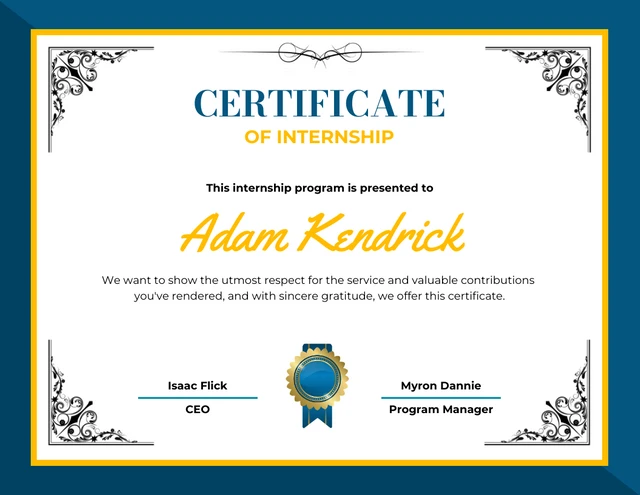 CERTIFICATE
OF INTERNSHIP
This internship program is presented to
Adam Kendrick
We want to show the utmost respect for the service and valuable contributions
you've rendered, and with sincere gratitude, we offer this certificate.
Isaac Flick
CEO
Myron Dannie
Program Manager